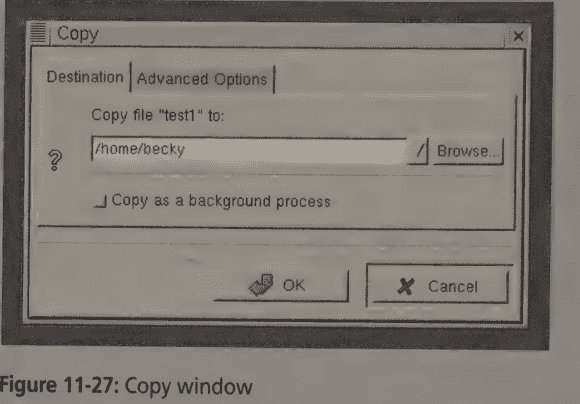 Copy
Destination Advanced Options
Copy file "test1" to:
/home/becky / Browse...
? 
Copy as a background process
OK Cancel
Figure 11-27: Copy window